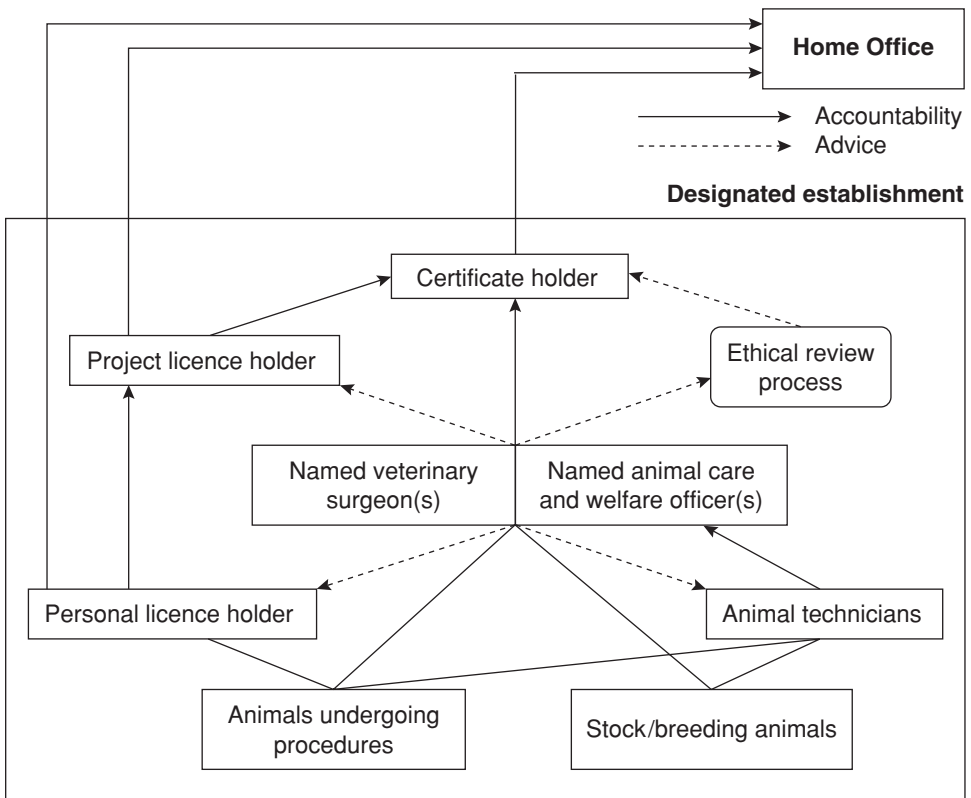 Home Office
Accountability
Advice
Designated establishment
Certificate holder
Project licence holder
Ethical review
process
Named veterinary
surgeon(s)
Named animal care
and welfare officer(s)
Personal licence holder
Animal technicians
Animals undergoing
procedures
Stock/breeding animals